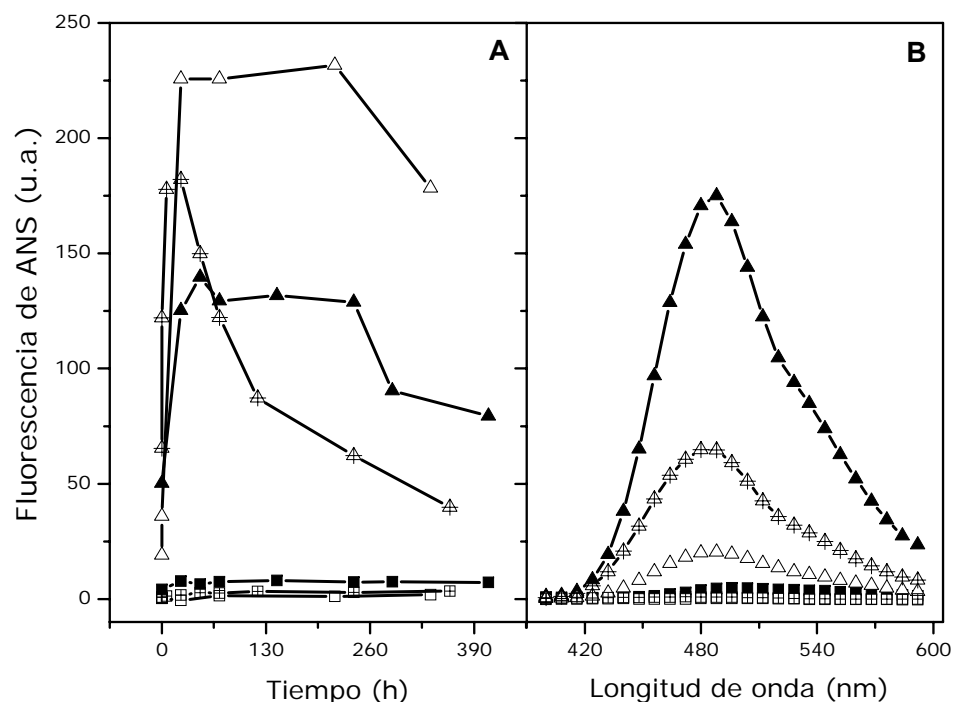 Fluorescencia de ANS (u.a.)
250
200
150
100
50
0
A
B
0 130 260 390
420 480 540 600
Tiempo (h)
Longitud de onda (nm)